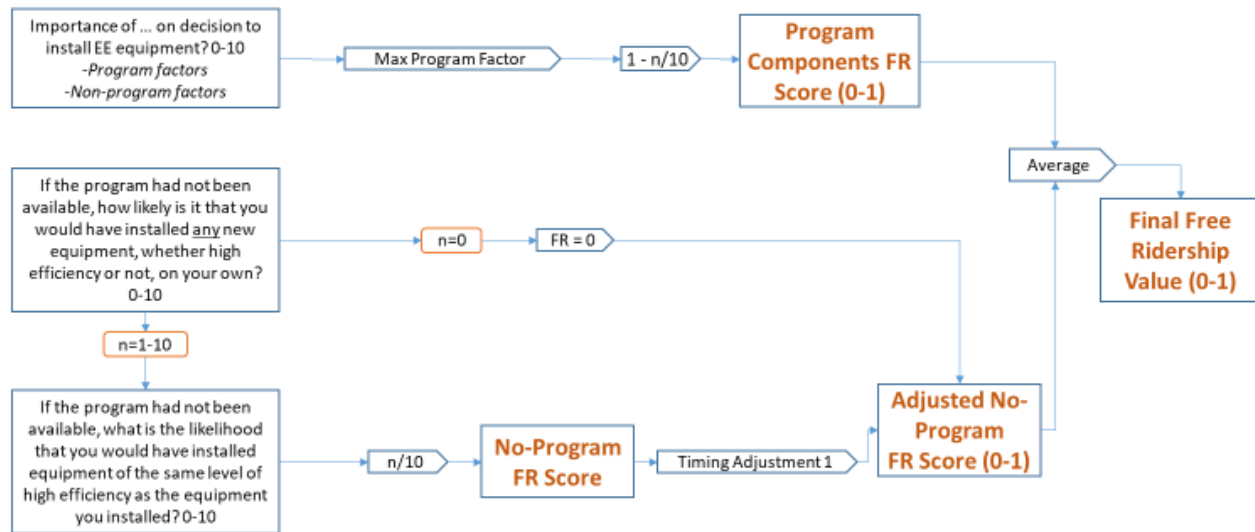 Importance of ... on decision to
install EE equipment? 0-10
-Program factors
-Non-program factors
Max Program Factor
1 - n/10
Program
Components FR
Score (0-1)
Average
Final Free
Ridership
Value (0-1)
If the program had not been
available, how likely is it that you
would have installed any new
equipment, whether high
efficiency or not, on your own?
0-10
n=0
FR = 0
n=1-10
If the program had not been
available, what is the likelihood
that you would have installed
equipment of the same level of
high efficiency as the equipment
you installed? 0-10
n/10
No-Program
FR Score
Timing Adjustment 1
Adjusted No-
Program
FR Score (0-1)